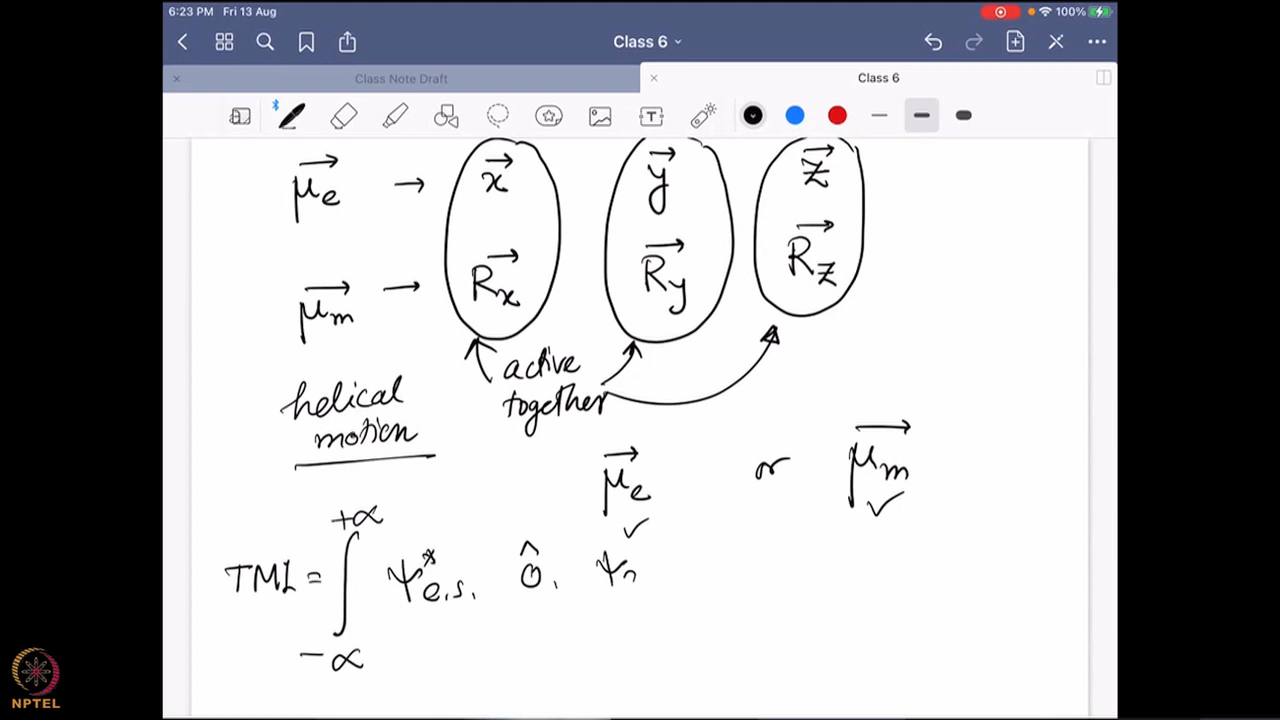 6:23 PM Fri 13 Aug
100%
Class 6
Class Note Draft
Class 6
T
μe → x y z
μm → Rx Ry Rz
active
together
helical
motion
μe or μm
+α
TMI = ∫ ψ*e.s. Ô. ψ
-α
NPTEL